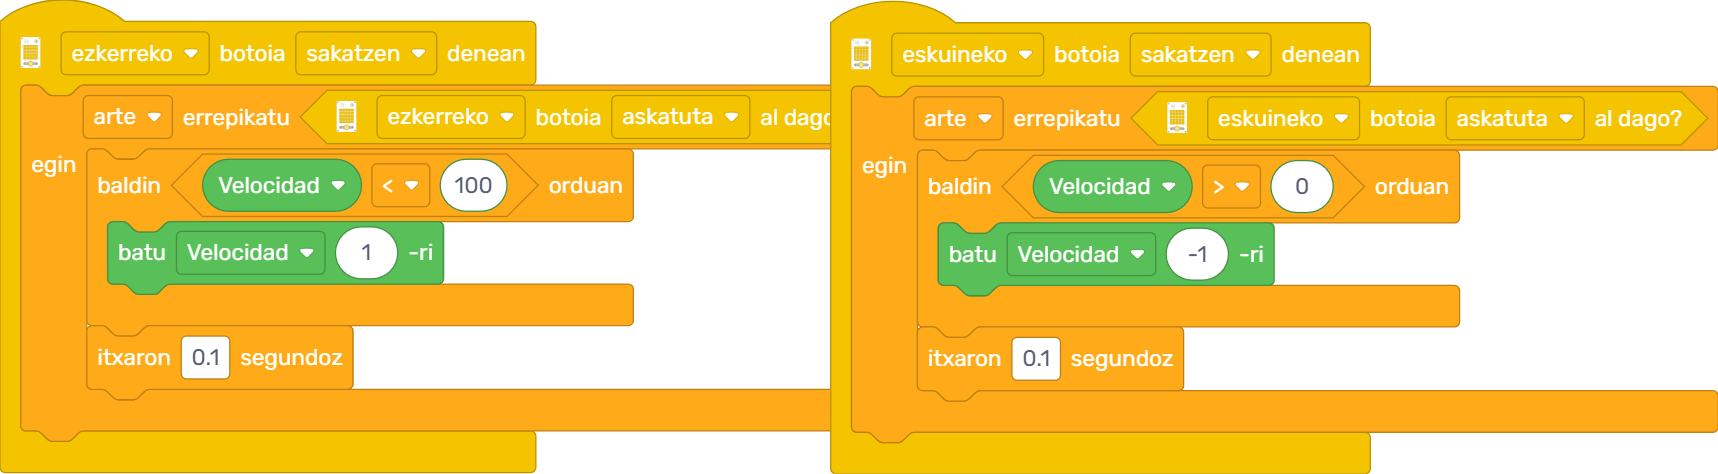 ezkerreko botoia sakatzen denean
arte errepikatu ezkerreko botoia askatuta al dago
egin
baldin Velocidad < 100 orduan
batu Velocidad 1 -ri
itxaron 0.1 segundoz
eskuineko botoia sakatzen denean
arte errepikatu eskuineko botoia askatuta al dago?
egin
baldin Velocidad > 0 orduan
batu Velocidad -1 -ri
itxaron 0.1 segundoz